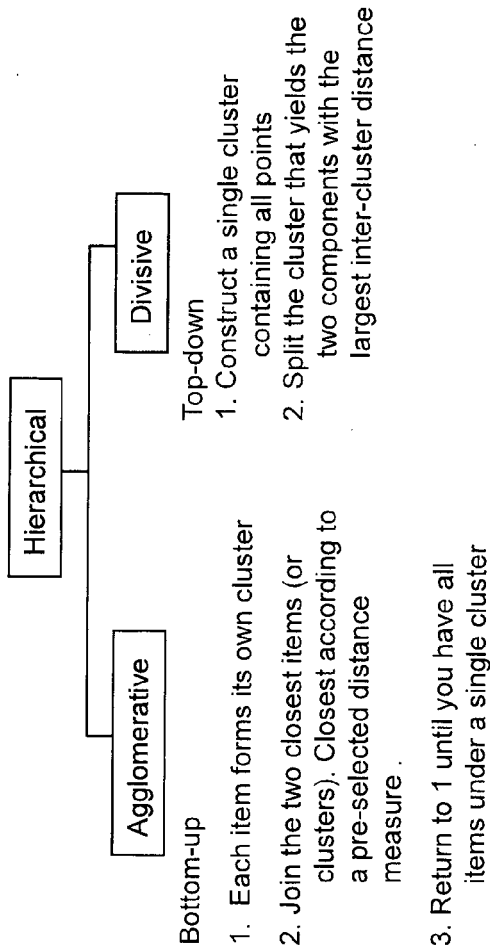 Hierarchical
Agglomerative
Divisive
Bottom-up
1. Each item forms its own cluster
2. Join the two closest items (or
clusters). Closest according to
a pre-selected distance
measure .
3. Return to 1 until you have all
items under a single cluster
Top-down
1. Construct a single cluster
containing all points
2. Split the cluster that yields the
two components with the
largest inter-cluster distance